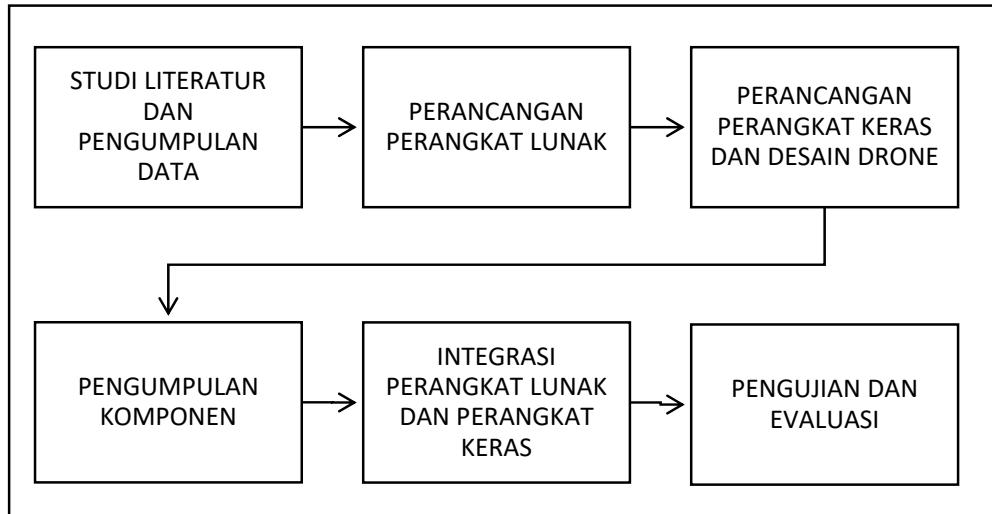 STUDI LITERATUR
DAN
PENGUMPULAN
DATA
PERANCANGAN
PERANGKAT LUNAK
PERANCANGAN
PERANGKAT KERAS
DAN DESAIN DRONE
PENGUMPULAN
KOMPONEN
INTEGRASI
PERANGKAT LUNAK
DAN PERANGKAT
KERAS
PENGUJIAN DAN
EVALUASI